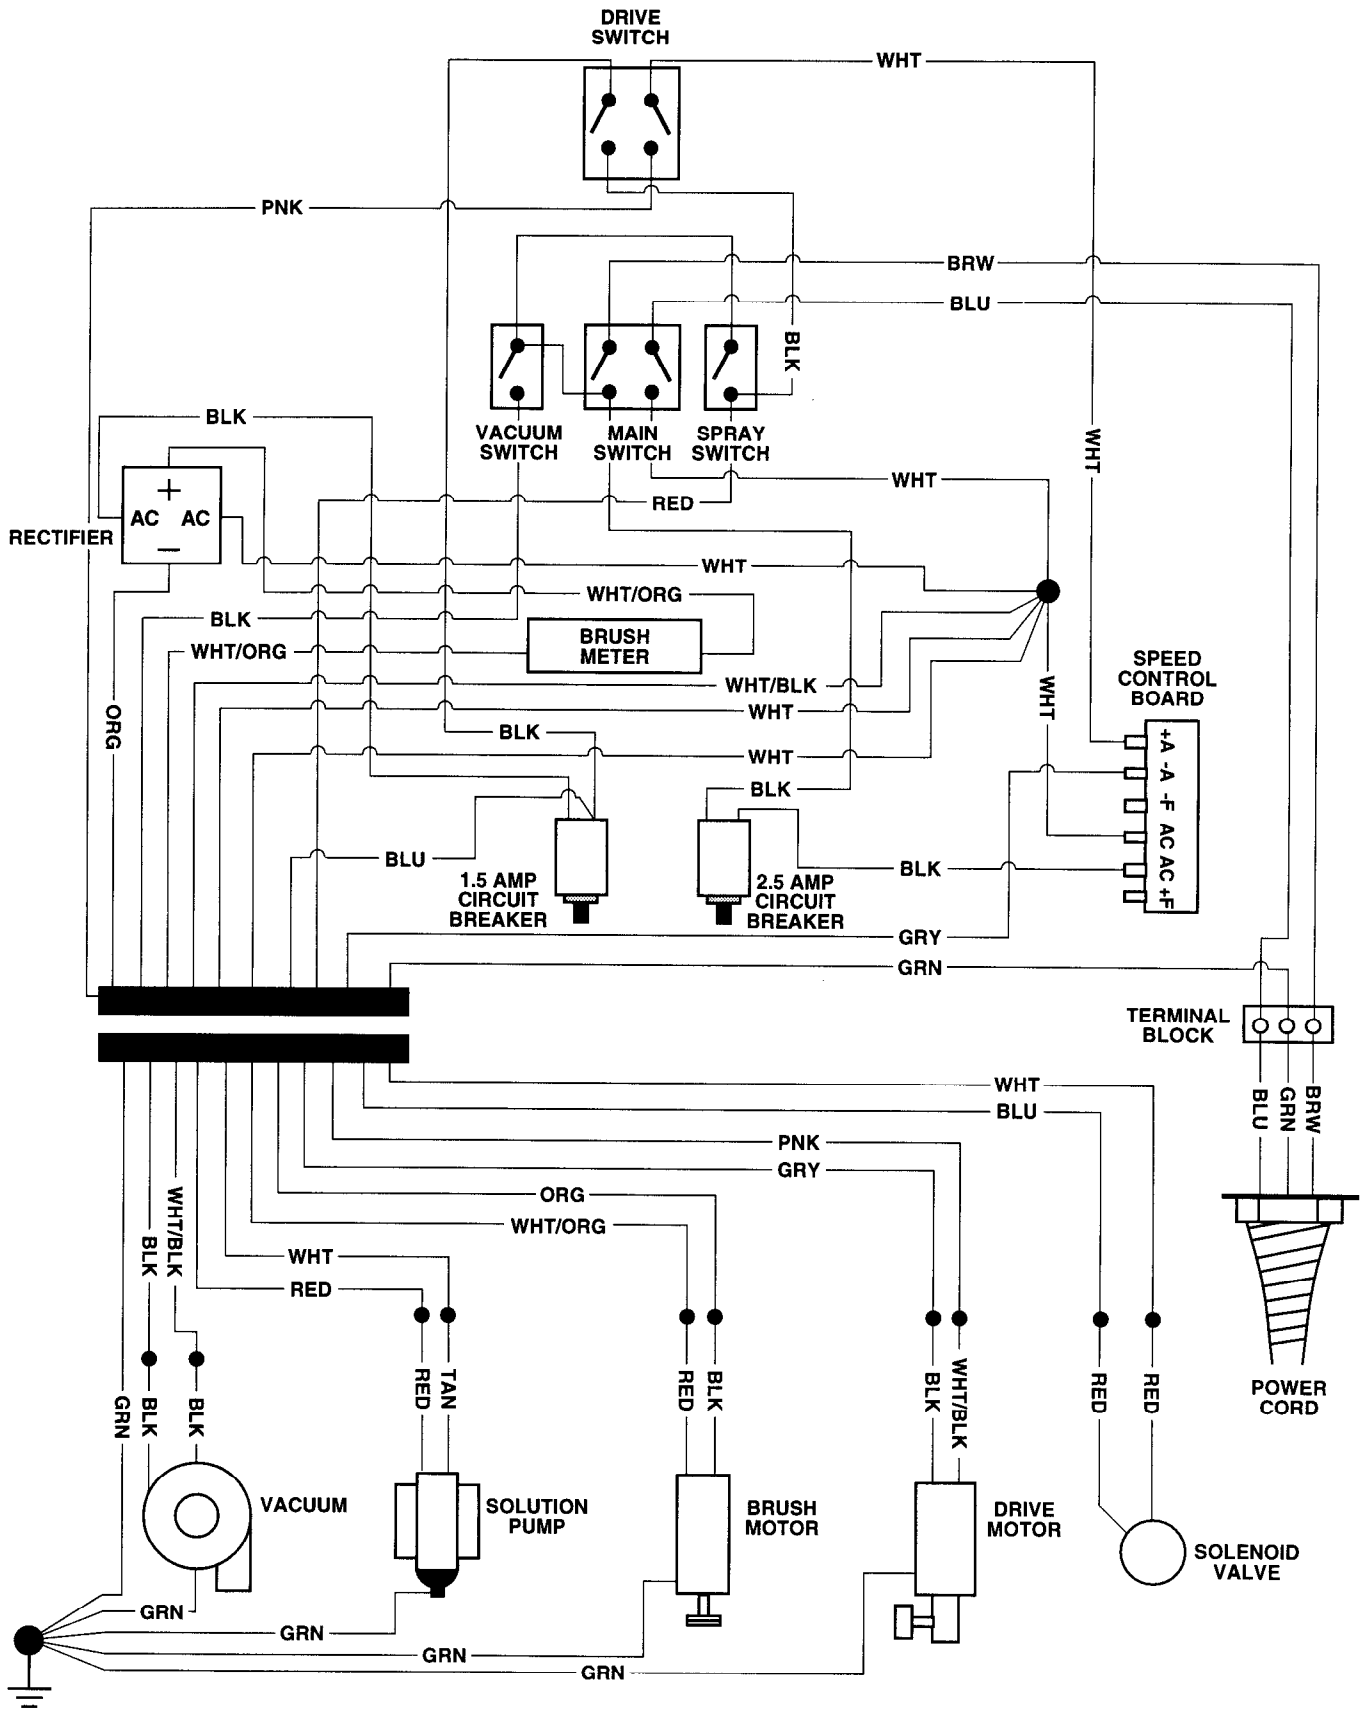 DRIVE
SWITCH
WHT
PNK
BRW
BLU
BLK
VACUUM
SWITCH
MAIN
SWITCH
SPRAY
SWITCH
BLK
WHT
WHT
RED
+
AC AC
−
RECTIFIER
WHT
WHT/ORG
BLK
BRUSH
METER
WHT/ORG
WHT/BLK
WHT
ORG
BLK
WHT
WHT
BLK
SPEED
CONTROL
BOARD
+A
-A
-F
AC
AC
+F
BLU
BLK
1.5 AMP
CIRCUIT
BREAKER
2.5 AMP
CIRCUIT
BREAKER
GRY
GRN
TERMINAL
BLOCK
WHT
BLU
BLU
GRN
BRW
PNK
GRY
ORG
WHT/ORG
WHT/BLK
BLK
WHT
RED
GRN
BLK
BLK
RED
TAN
RED
BLK
BLK
WHT/BLK
RED
RED
POWER
CORD
VACUUM
SOLUTION
PUMP
BRUSH
MOTOR
DRIVE
MOTOR
SOLENOID
VALVE
GRN
GRN
GRN
GRN